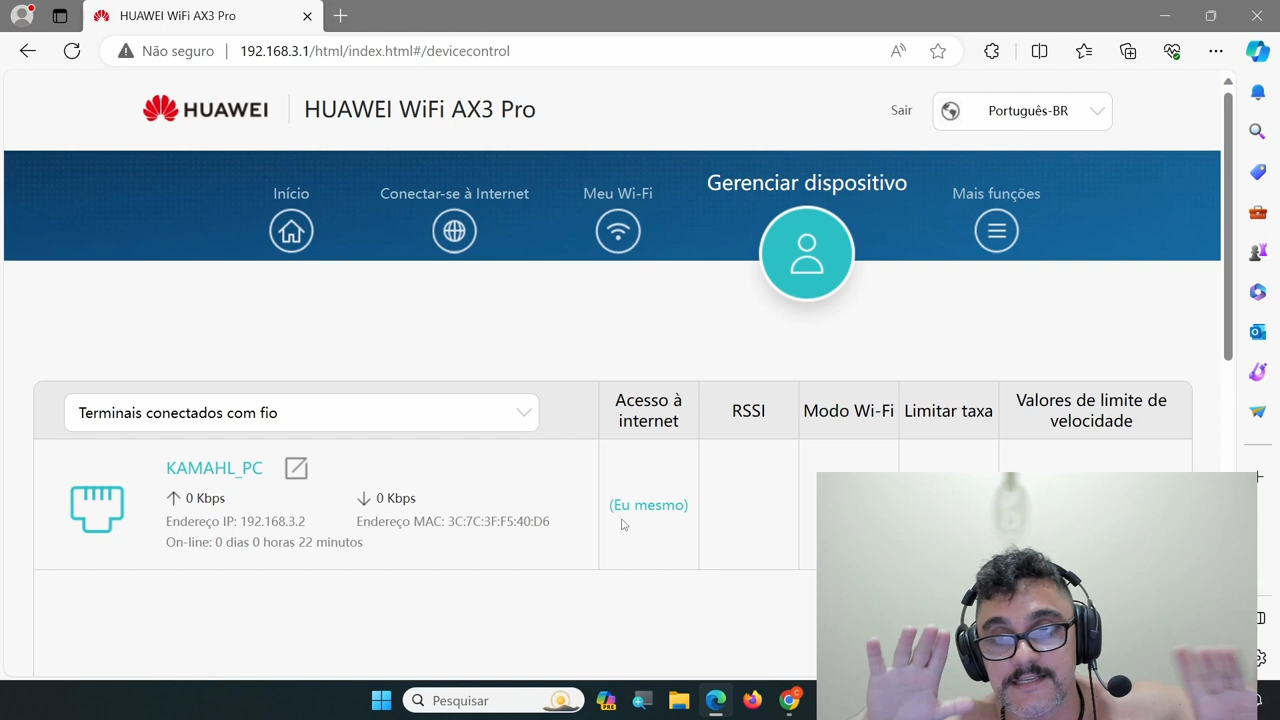 HUAWEI WiFi AX3 Pro
Não seguro
192.168.3.1/html/index.html#/devicecontrol
HUAWEI
HUAWEI WiFi AX3 Pro
Sair
Português-BR
Início
Conectar-se à Internet
Meu Wi-Fi
Gerenciar dispositivo
Mais funções
Terminais conectados com fio
Acesso à
internet
RSSI
Modo Wi-Fi
Limitar taxa
Valores de limite de
velocidade
KAMAHL_PC
0 Kbps
0 Kbps
(Eu mesmo)
Endereço IP: 192.168.3.2
Endereço MAC: 3C:7C:3F:F5:40:D6
On-line: 0 dias 0 horas 22 minutos
Pesquisar
PRE